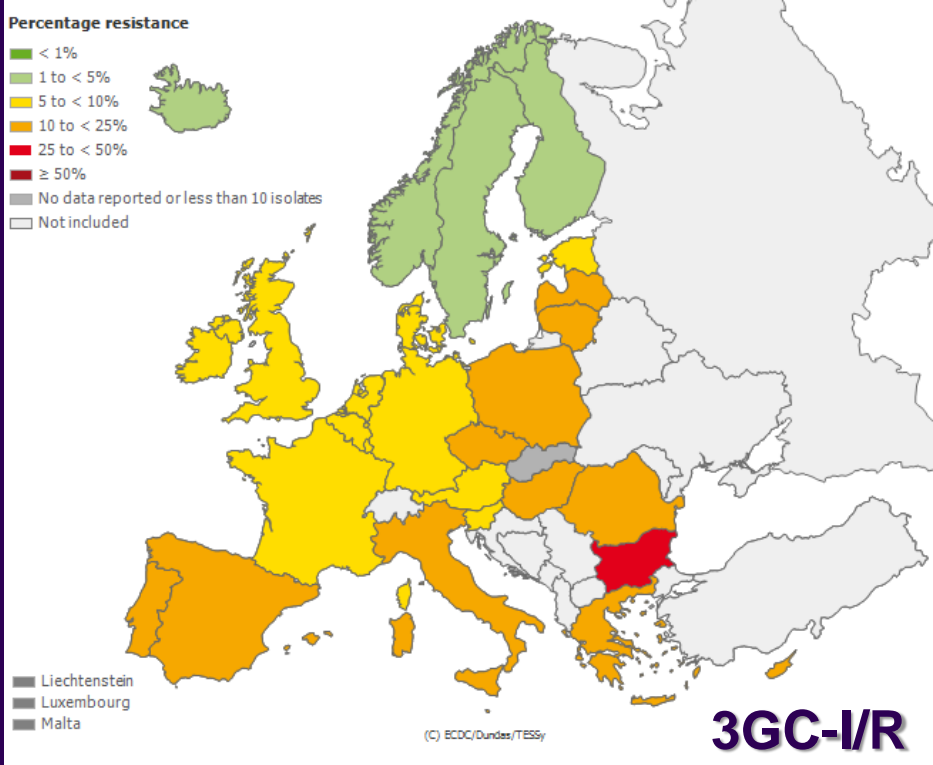 Percentage resistance
< 1%
1 to < 5%
5 to < 10%
10 to < 25%
25 to < 50%
≥ 50%
No data reported or less than 10 isolates
Not included
Liechtenstein
Luxembourg
Malta
(C) ECDC/Dundas/TESSy
3GC-I/R